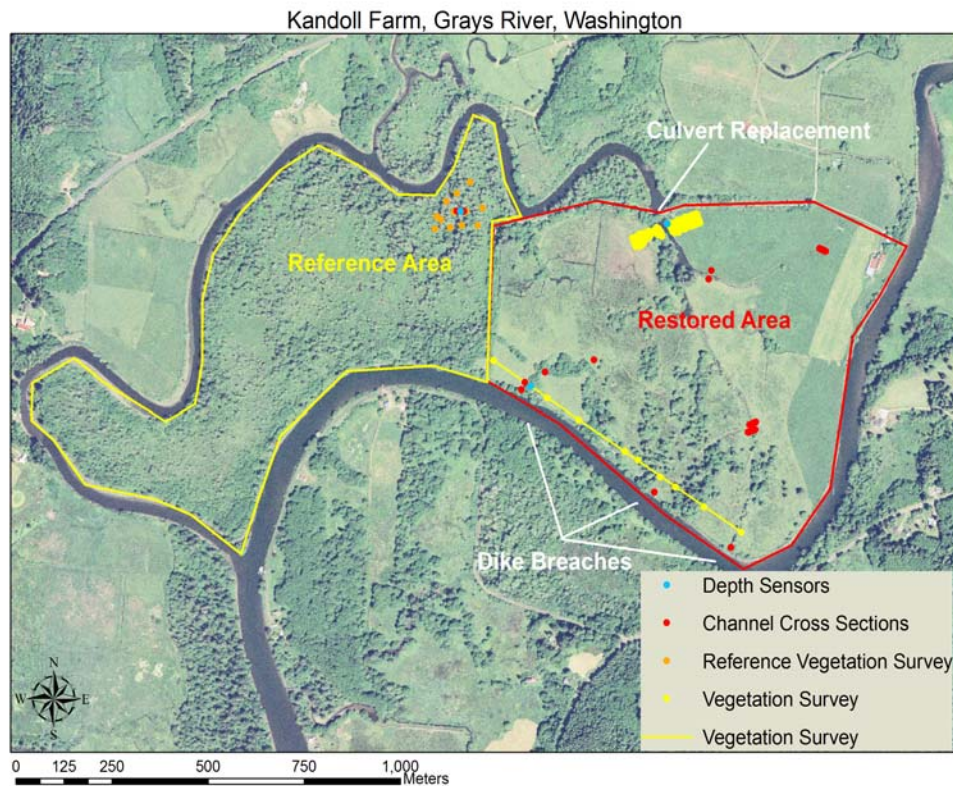 Kandoll Farm, Grays River, Washington
Culvert Replacement
Reference Area
Restored Area
Dike Breaches
Depth Sensors
Channel Cross Sections
Reference Vegetation Survey
Vegetation Survey
Vegetation Survey
N
W E
S
0 125 250 500 750 1,000
Meters